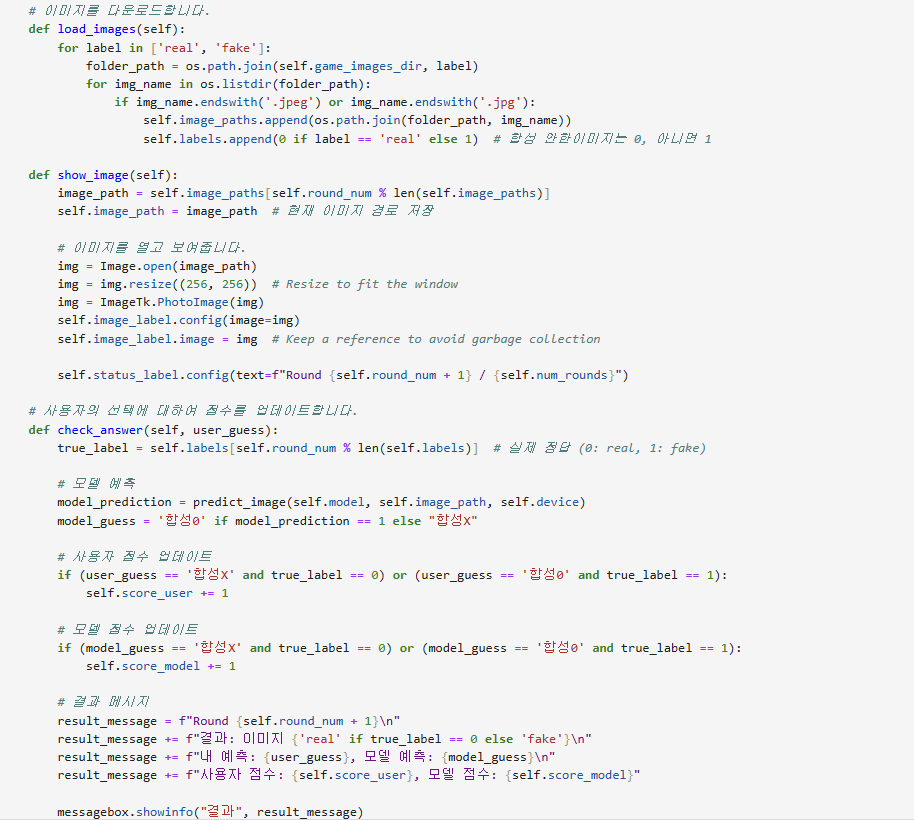 # 이미지를 다운로드합니다.
def load_images(self):
    for label in ['real', 'fake']:
        folder_path = os.path.join(self.game_images_dir, label)
        for img_name in os.listdir(folder_path):
            if img_name.endswith('.jpeg') or img_name.endswith('.jpg'):
                self.image_paths.append(os.path.join(folder_path, img_name))
                self.labels.append(0 if label == 'real' else 1)  # 합성 안한이미지는 0, 아니면 1

def show_image(self):
    image_path = self.image_paths[self.round_num % len(self.image_paths)]
    self.image_path = image_path  # 현재 이미지 경로 저장

    # 이미지를 열고 보여줍니다.
    img = Image.open(image_path)
    img = img.resize((256, 256))  # Resize to fit the window
    img = ImageTk.PhotoImage(img)
    self.image_label.config(image=img)
    self.image_label.image = img  # Keep a reference to avoid garbage collection

    self.status_label.config(text=f"Round {self.round_num + 1} / {self.num_rounds}")

# 사용자의 선택에 대하여 점수를 업데이트합니다.
def check_answer(self, user_guess):
    true_label = self.labels[self.round_num % len(self.labels)]  # 실제 정답 (0: real, 1: fake)

    # 모델 예측
    model_prediction = predict_image(self.model, self.image_path, self.device)
    model_guess = '합성O' if model_prediction == 1 else "합성X"

    # 사용자 점수 업데이트
    if (user_guess == '합성X' and true_label == 0) or (user_guess == '합성O' and true_label == 1):
        self.score_user += 1

    # 모델 점수 업데이트
    if (model_guess == '합성X' and true_label == 0) or (model_guess == '합성O' and true_label == 1):
        self.score_model += 1

    # 결과 메시지
    result_message = f"Round {self.round_num + 1}\n"
    result_message += f"결과: 이미지 {'real' if true_label == 0 else 'fake'}\n"
    result_message += f"내 예측: {user_guess}, 모델 예측: {model_guess}\n"
    result_message += f"사용자 점수: {self.score_user}, 모델 점수: {self.score_model}"

    messagebox.showinfo("결과", result_message)